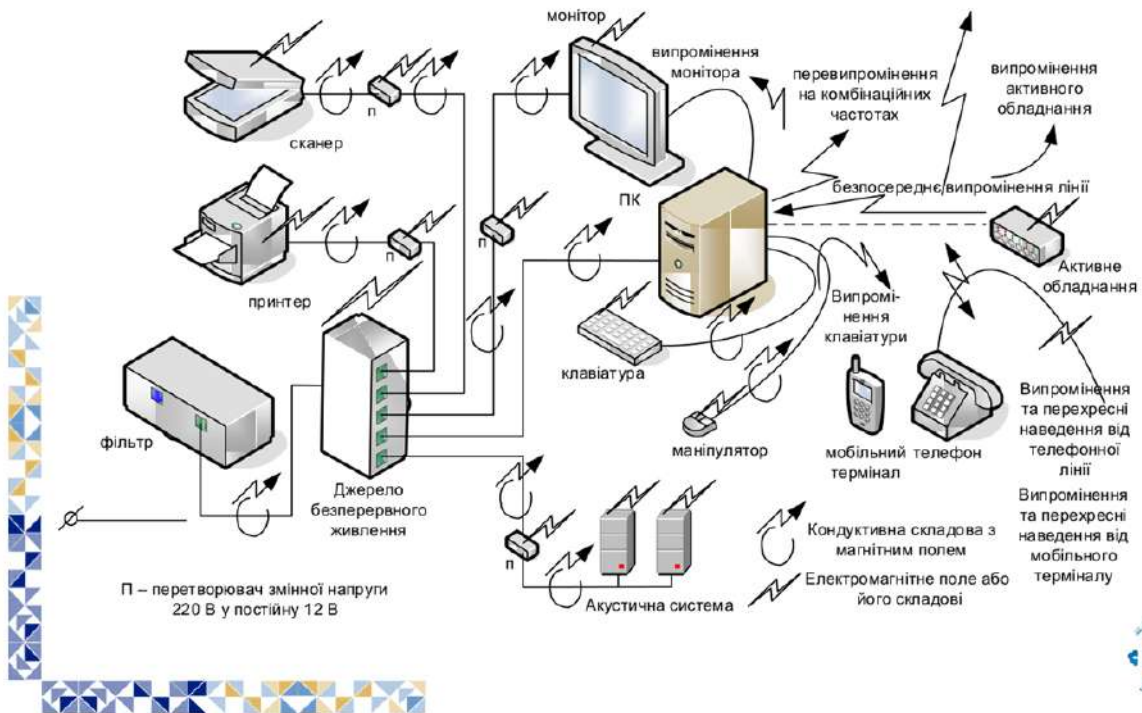 монітор
випромінення
монітора
перевипромінення
на комбінаційних
частотах
випромінення
активного
обладнання
п
сканер
ПК
безпосереднє випромінення лінії
п
п
принтер
Активне
обладнання
Випромі-
нення
клавіатури
клавіатура
фільтр
маніпулятор
мобільний
термінал
телефон
Випромінення
та перехресні
наведення від
телефонної
лінії
Джерело
безперервного
живлення
Випромінення
та перехресні
наведення від
мобільного
терміналу
Кондуктивна складова з
магнітним полем
п
П – перетворювач змінної напруги
220 В у постійну 12 В
Акустична система
Електромагнітне поле або
його складові